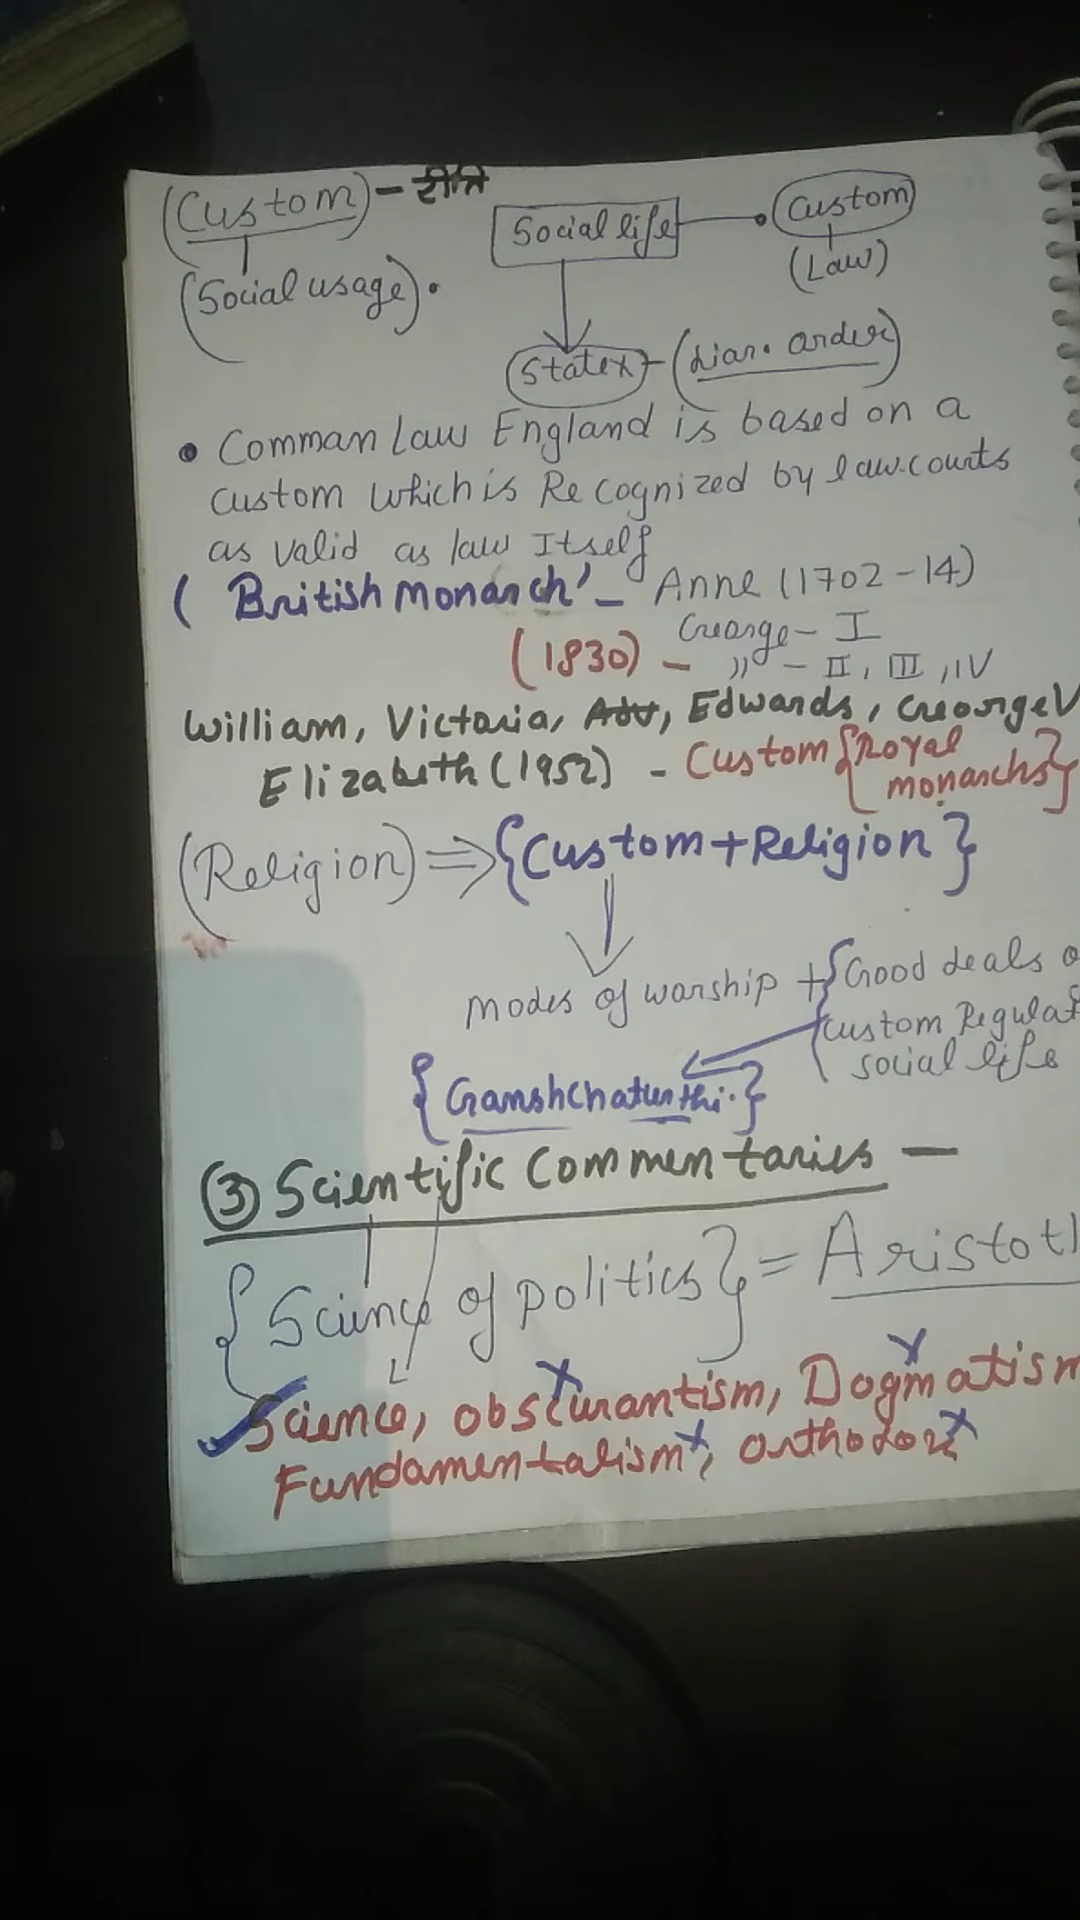 (Custom) - रीति
(Social usage).
Social life
Custom
(Law)
State x - (Liar. order)
• Comman Law England is based on a
custom which is Recognized by law.courts
as valid as law Itself
( British monarch' - Anne (1702-14)
George - I
(1830) - " - II, III, IV
William, Victoria, Edwards, George V
Elizabeth (1952) - Custom {Royal
monarchs}
(Religion) ⇒ {Custom + Religion}
modes of worship + {Good deals o
custom Regulat
social life
{Ganshchaturthi.}
③ Scientific Commentaries —
{Science of politics} = Aristotl
✓ Science, obscurantism, Dogmatism
Fundamentalism x, orthodox